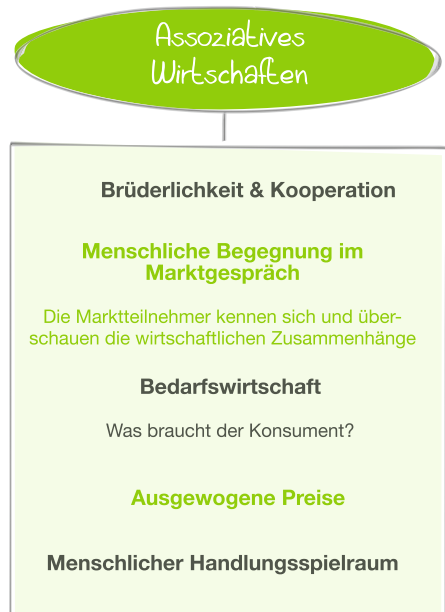 Assoziatives
Wirtschaften
Brüderlichkeit & Kooperation
Menschliche Begegnung im
Marktgespräch
Die Marktteilnehmer kennen sich und über-
schauen die wirtschaftlichen Zusammenhänge
Bedarfswirtschaft
Was braucht der Konsument?
Ausgewogene Preise
Menschlicher Handlungsspielraum